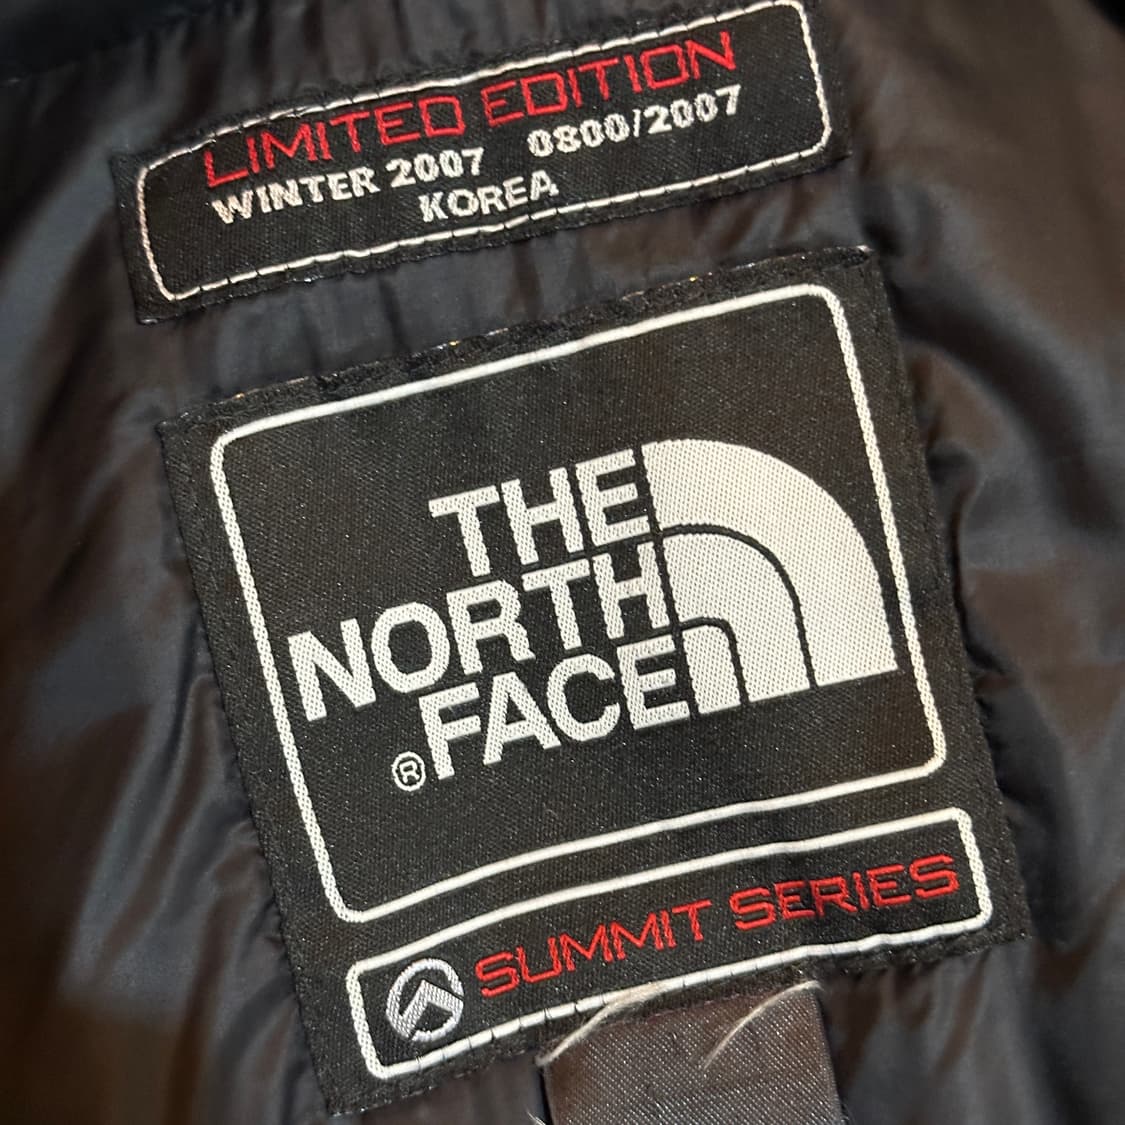 LIMITED EDITION
WINTER 2007 0800/2007
KOREA
THE
NORTH
FACE
®
SUMMIT SERIES